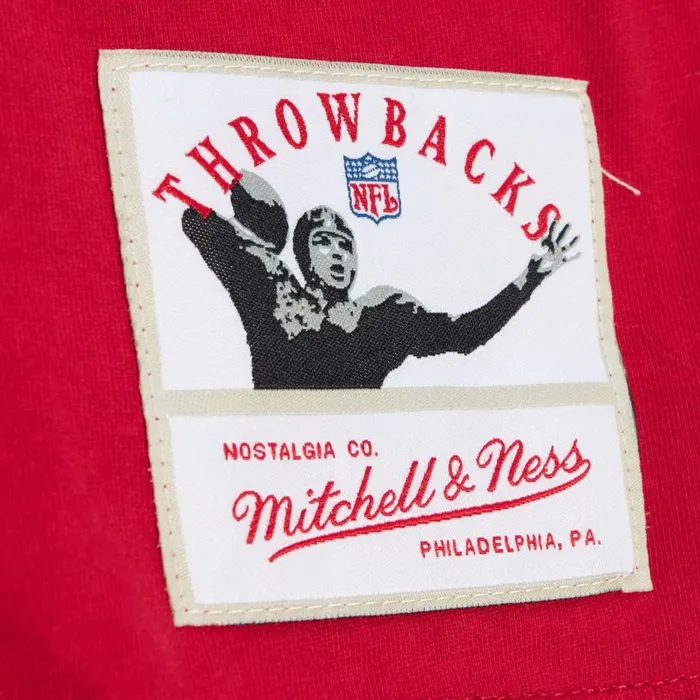 THROWBACKS
NFL
NOSTALGIA CO.
Mitchell & Ness
PHILADELPHIA, PA.